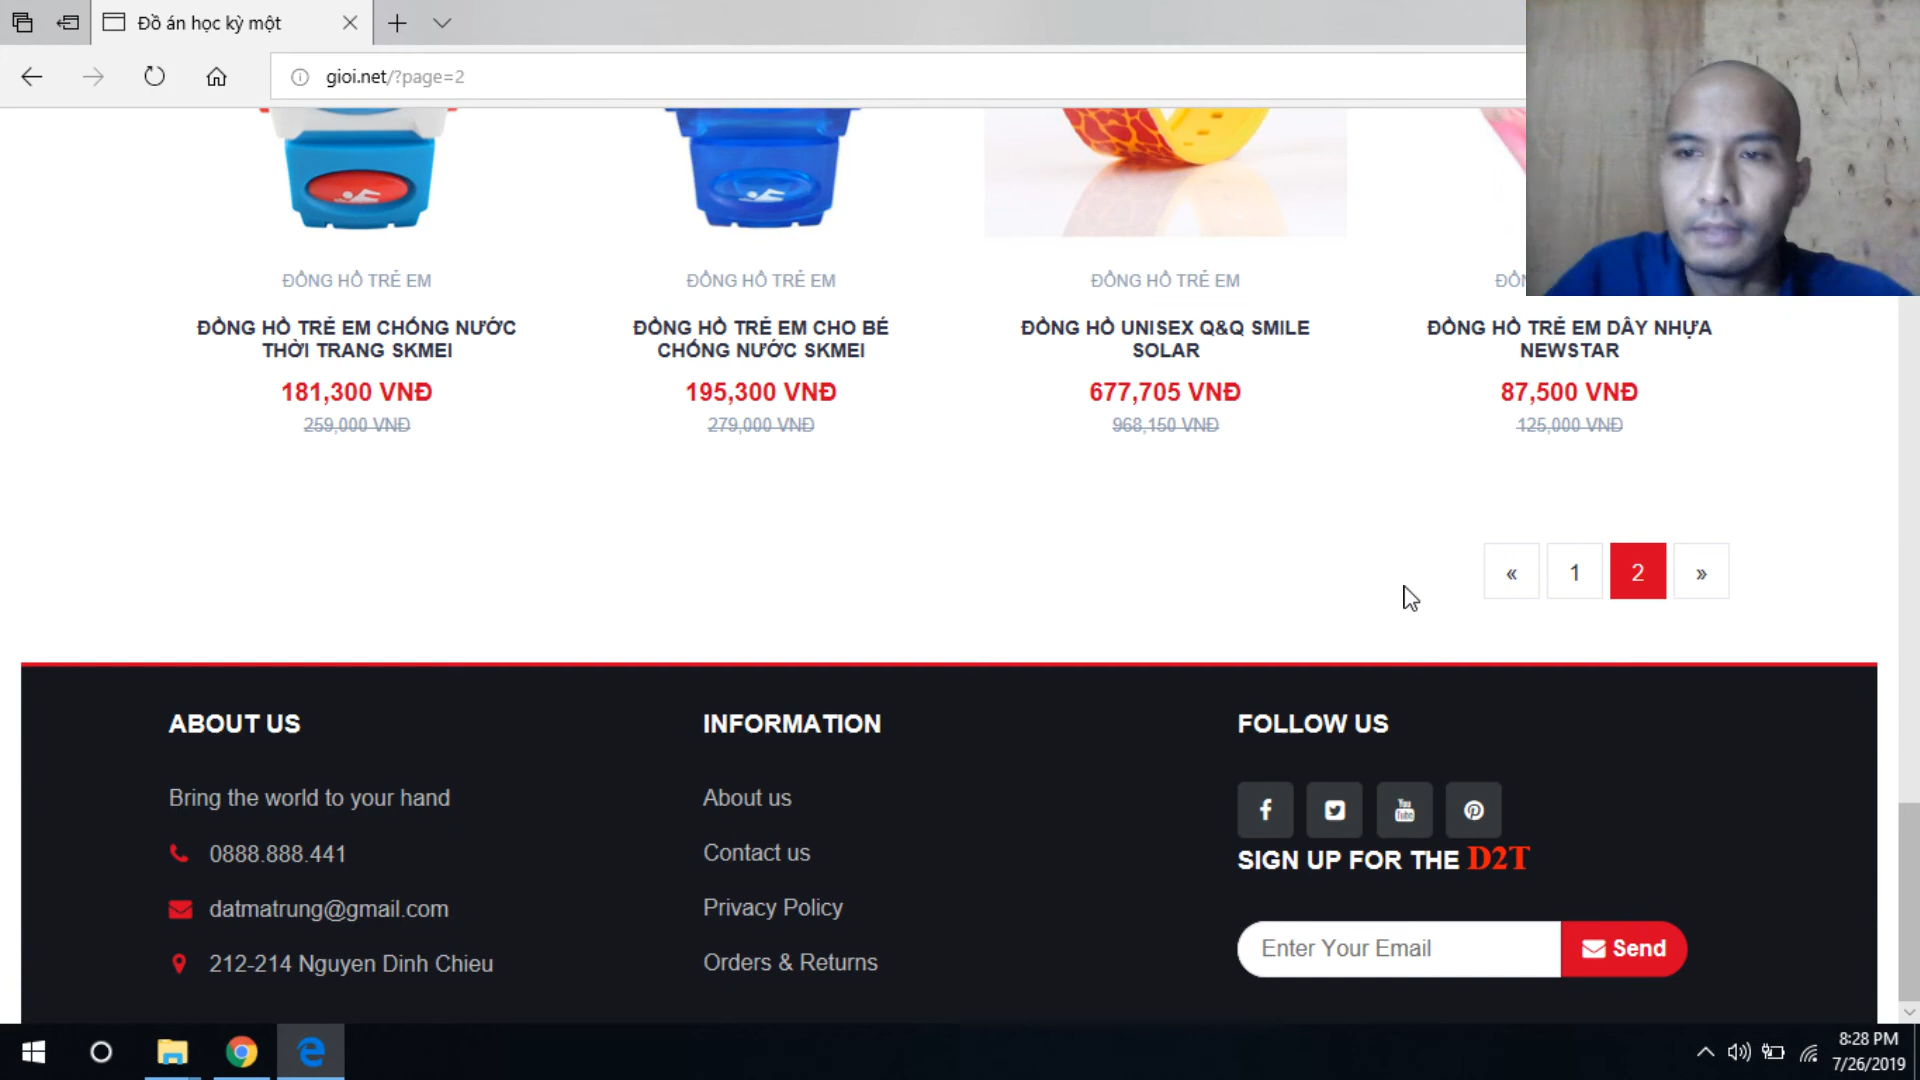 Đồ án học kỳ một
gioi.net/?page=2
ĐỒNG HỒ TRẺ EM
ĐỒNG HỒ TRẺ EM
ĐỒNG HỒ TRẺ EM
ĐỒNG HỒ TRẺ EM CHỐNG NƯỚC
THỜI TRANG SKMEI
181,300 VNĐ
259,000 VNĐ
ĐỒNG HỒ TRẺ EM CHO BÉ
CHỐNG NƯỚC SKMEI
195,300 VNĐ
279,000 VNĐ
ĐỒNG HỒ UNISEX Q&Q SMILE
SOLAR
677,705 VNĐ
968,150 VNĐ
ĐỒNG HỒ TRẺ EM DÂY NHỰA
NEWSTAR
87,500 VNĐ
125,000 VNĐ
« 1 2 »
ABOUT US
Bring the world to your hand
0888.888.441
datmatrung@gmail.com
212-214 Nguyen Dinh Chieu
INFORMATION
About us
Contact us
Privacy Policy
Orders & Returns
FOLLOW US
You Tube
SIGN UP FOR THE D2T
Enter Your Email
Send
8:28 PM
7/26/2019